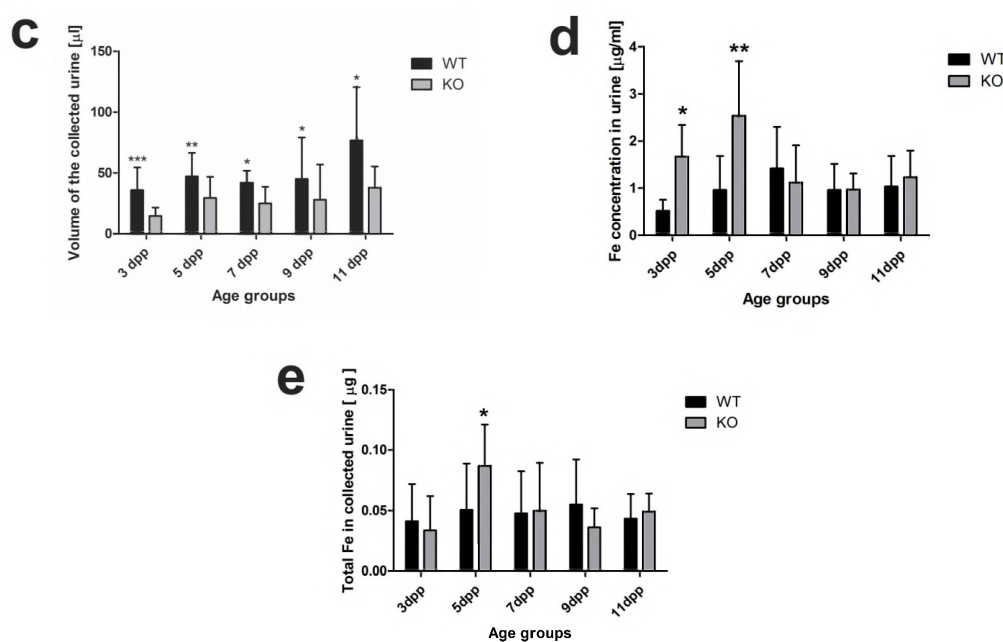 c
Volume of the collected urine [μl]
150
100
50
0
***
**
*
*
*
WT
KO
3 dpp
5 dpp
7 dpp
9 dpp
11 dpp
Age groups
d
Fe concentration in urine [μg/ml]
4
3
2
1
0
*
**
WT
KO
3dpp
5dpp
7dpp
9dpp
11dpp
Age groups
e
Total Fe in collected urine [ μg ]
0.15
0.10
0.05
0.00
*
WT
KO
3dpp
5dpp
7dpp
9dpp
11dpp
Age groups